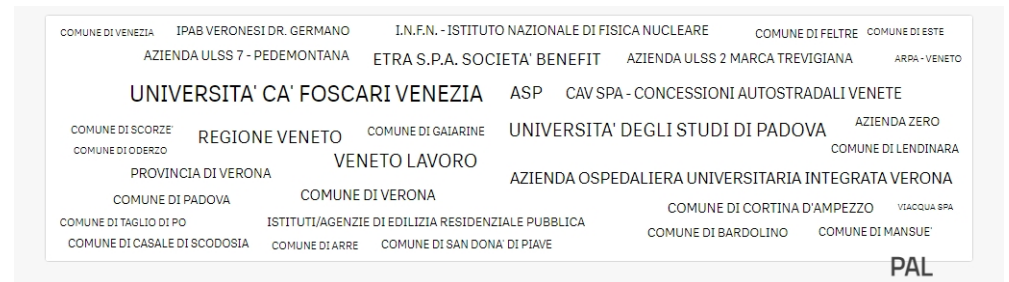 COMUNE DI VENEZIA IPAB VERONESI DR. GERMANO I.N.F.N. - ISTITUTO NAZIONALE DI FISICA NUCLEARE COMUNE DI FELTRE COMUNE DI ESTE
AZIENDA ULSS 7 - PEDEMONTANA ETRA S.P.A. SOCIETA' BENEFIT AZIENDA ULSS 2 MARCA TREVIGIANA ARPA - VENETO
UNIVERSITA' CA' FOSCARI VENEZIA ASP CAV SPA - CONCESSIONI AUTOSTRADALI VENETE
COMUNE DI SCORZE' REGIONE VENETO COMUNE DI GAIARINE UNIVERSITA' DEGLI STUDI DI PADOVA AZIENDA ZERO
COMUNE DI ODERZO VENETO LAVORO COMUNE DI LENDINARA
PROVINCIA DI VERONA AZIENDA OSPEDALIERA UNIVERSITARIA INTEGRATA VERONA
COMUNE DI PADOVA COMUNE DI VERONA COMUNE DI CORTINA D'AMPEZZO VIACQUA SPA
COMUNE DI TAGLIO DI PO ISTITUTI/AGENZIE DI EDILIZIA RESIDENZIALE PUBBLICA COMUNE DI BARDOLINO COMUNE DI MANSUE'
COMUNE DI CASALE DI SCODOSIA COMUNE DI ARRE COMUNE DI SAN DONA' DI PIAVE
PAL